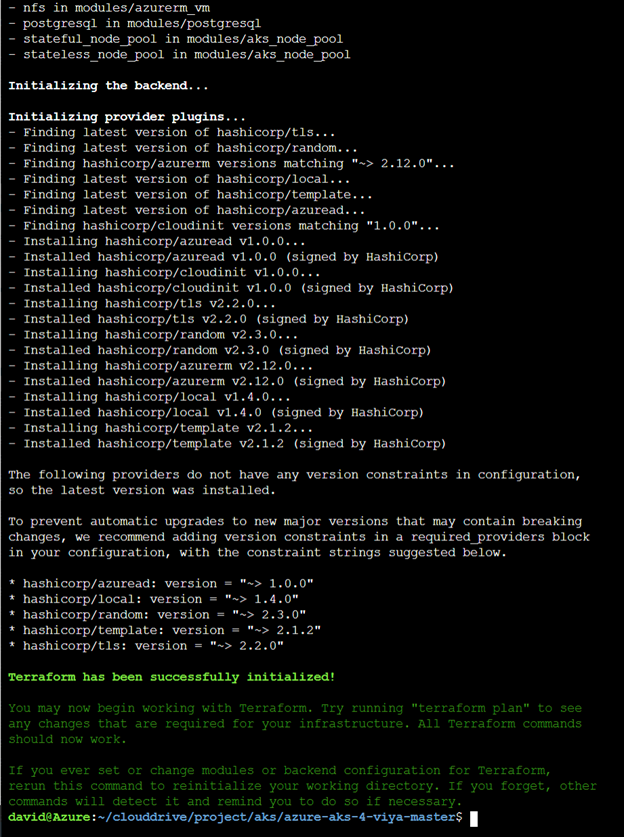 - nfs in modules/azurerm_vm
- postgresql in modules/postgresql
- stateful_node_pool in modules/aks_node_pool
- stateless_node_pool in modules/aks_node_pool
Initializing the backend...
Initializing provider plugins...
- Finding latest version of hashicorp/tls...
- Finding latest version of hashicorp/random...
- Finding hashicorp/azurerm versions matching "~> 2.12.0"...
- Finding latest version of hashicorp/local...
- Finding latest version of hashicorp/template...
- Finding latest version of hashicorp/azuread...
- Finding hashicorp/cloudinit versions matching "1.0.0"...
- Installing hashicorp/azuread v1.0.0...
- Installed hashicorp/azuread v1.0.0 (signed by HashiCorp)
- Installing hashicorp/cloudinit v1.0.0...
- Installed hashicorp/cloudinit v1.0.0 (signed by HashiCorp)
- Installing hashicorp/tls v2.2.0...
- Installed hashicorp/tls v2.2.0 (signed by HashiCorp)
- Installing hashicorp/random v2.3.0...
- Installed hashicorp/random v2.3.0 (signed by HashiCorp)
- Installing hashicorp/azurerm v2.12.0...
- Installed hashicorp/azurerm v2.12.0 (signed by HashiCorp)
- Installing hashicorp/local v1.4.0...
- Installed hashicorp/local v1.4.0 (signed by HashiCorp)
- Installing hashicorp/template v2.1.2...
- Installed hashicorp/template v2.1.2 (signed by HashiCorp)
The following providers do not have any version constraints in configuration,
so the latest version was installed.
To prevent automatic upgrades to new major versions that may contain breaking
changes, we recommend adding version constraints in a required_providers block
in your configuration, with the constraint strings suggested below.
* hashicorp/azuread: version = "~> 1.0.0"
* hashicorp/local: version = "~> 1.4.0"
* hashicorp/random: version = "~> 2.3.0"
* hashicorp/template: version = "~> 2.1.2"
* hashicorp/tls: version = "~> 2.2.0"
Terraform has been successfully initialized!
You may now begin working with Terraform. Try running "terraform plan" to see
any changes that are required for your infrastructure. All Terraform commands
should now work.
If you ever set or change modules or backend configuration for Terraform,
rerun this command to reinitialize your working directory. If you forget, other
commands will detect it and remind you to do so if necessary.
david@Azure:~/clouddrive/project/aks/azure-aks-4-viya-master$